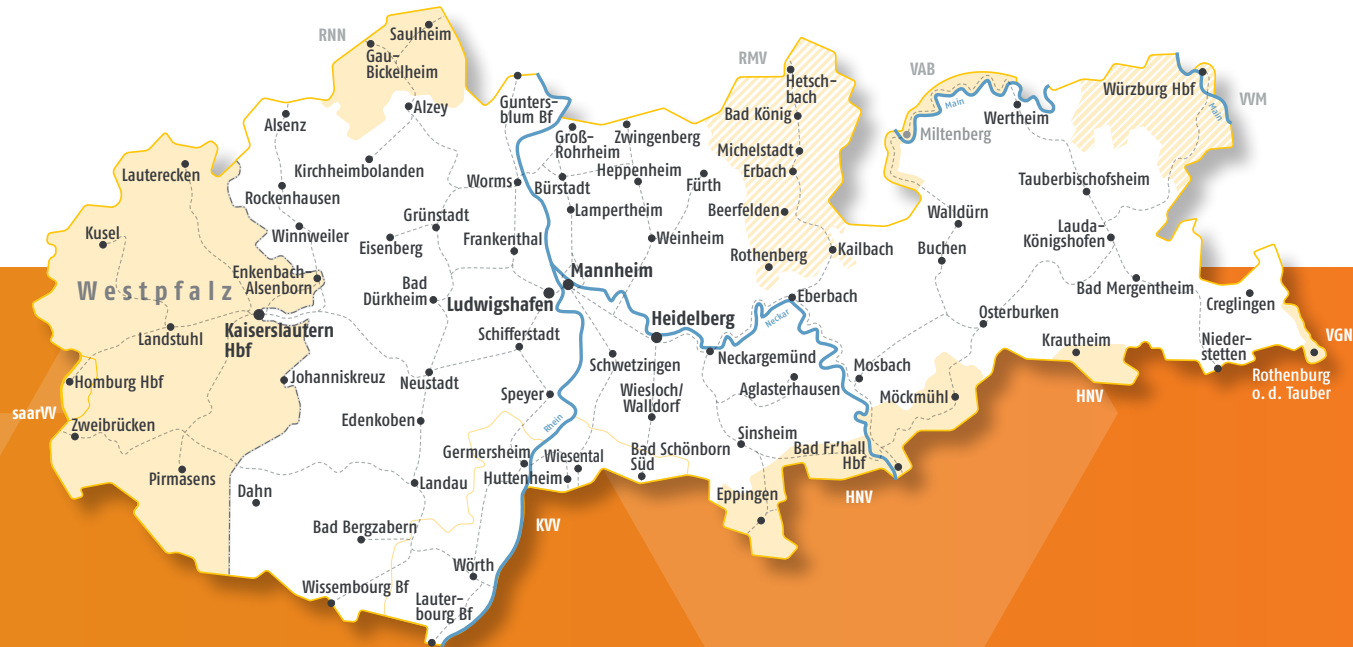 RNN
Saulheim
Gau-
Bickelheim
RMV
Hetsch-
bach
VAB
Würzburg Hbf
VVM
Main
Main
Gunters-
blum Bf
Alzey
Alsenz
Bad König
Wertheim
Miltenberg
Groß-
Rohrheim
Zwingenberg
Michelstadt
Lauterecken
Kirchheimbolanden
Heppenheim
Erbach
Worms
Bürstadt
Fürth
Tauberbischofsheim
Rockenhausen
Lampertheim
Beerfelden
Walldürn
Grünstadt
Kusel
Winnweiler
Eisenberg
Frankenthal
Weinheim
Kailbach
Buchen
Lauda-
Königshofen
Rothenberg
Enkenbach-
Alsenborn
Mannheim
Bad
Dürkheim
Westpfalz
Ludwigshafen
Eberbach
Bad Mergentheim
Creglingen
Kaiserslautern
Hbf
Heidelberg
Neckar
Osterburken
Landstuhl
Schifferstadt
Krautheim
Nieder-
stetten
VGN
Schwetzingen
Neckargemünd
Mosbach
Rothenburg
o. d. Tauber
Homburg Hbf
Johanniskreuz
Neustadt
Wiesloch/
Walldorf
Aglasterhausen
Möckmühl
HNV
saarVV
Speyer
Zweibrücken
Edenkoben
Rhein
Sinsheim
Germersheim
Wiesental
Bad Schönborn
Süd
Bad Fr'hall
Hbf
Pirmasens
Huttenheim
Landau
Dahn
Eppingen
HNV
Bad Bergzabern
KVV
Wörth
Wissembourg Bf
Lauter-
bourg Bf